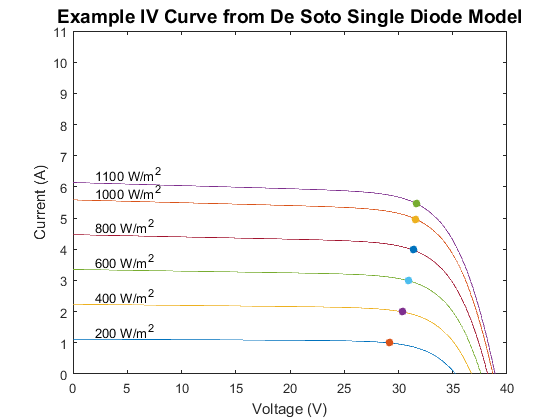 Example IV Curve from De Soto Single Diode Model
11
10
9
8
7
6
5
4
3
2
1
0
Current (A)
1100 W/m²
1000 W/m²
800 W/m²
600 W/m²
400 W/m²
200 W/m²
0 5 10 15 20 25 30 35 40
Voltage (V)